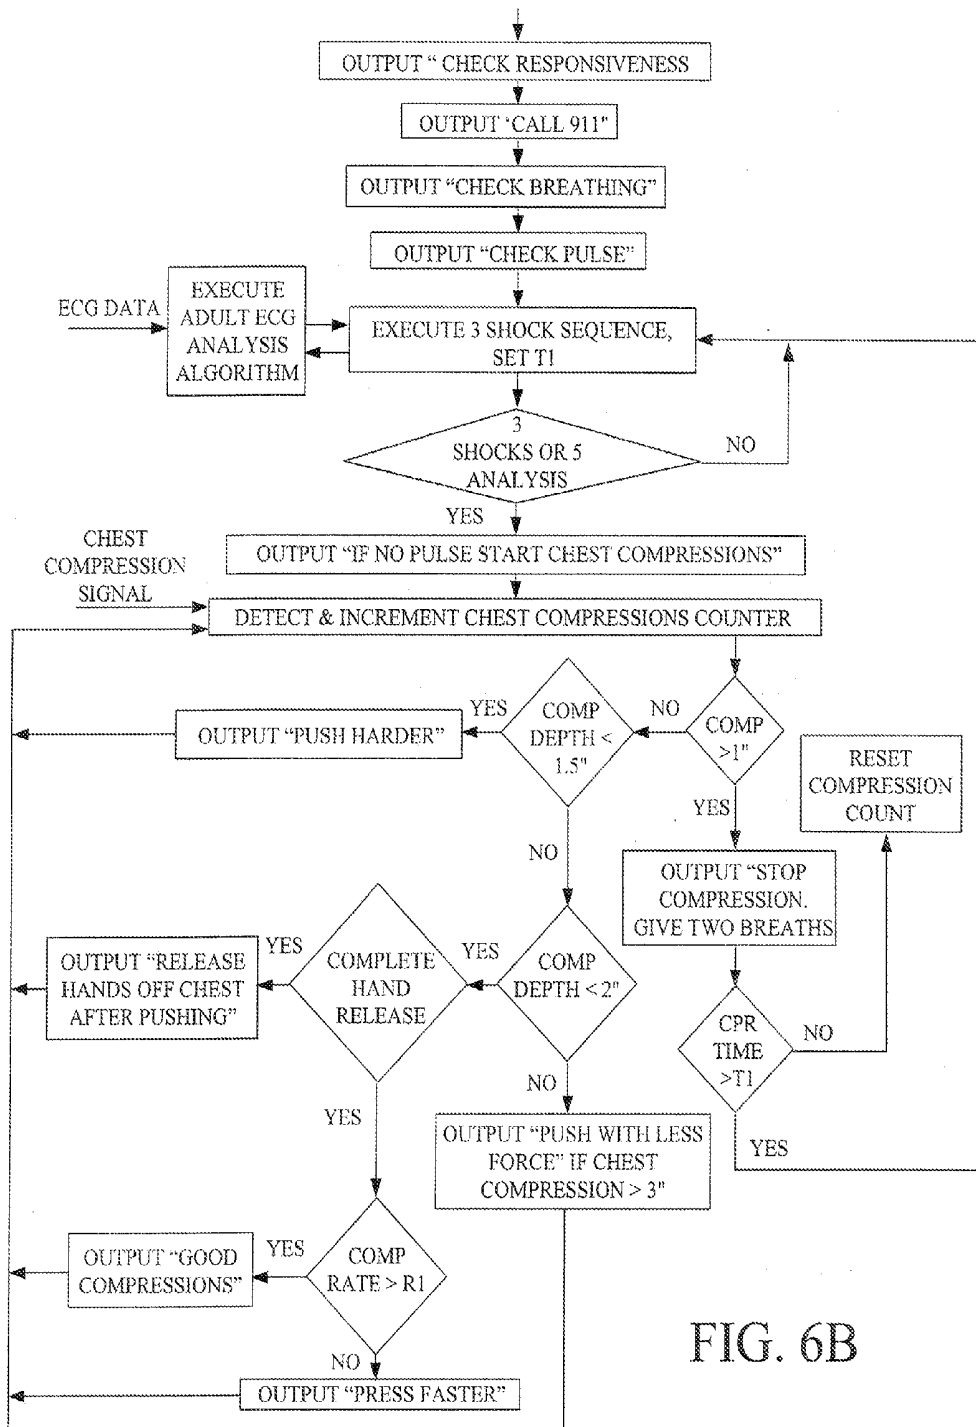 OUTPUT “ CHECK RESPONSIVENESS
OUTPUT ‘CALL 911"
OUTPUT “CHECK BREATHING”
OUTPUT “CHECK PULSE”
ECG DATA
EXECUTE
ADULT ECG
ANALYSIS
ALGORITHM
EXECUTE 3 SHOCK SEQUENCE,
SET T1
3
SHOCKS OR 5
ANALYSIS
NO
YES
OUTPUT “IF NO PULSE START CHEST COMPRESSIONS”
CHEST
COMPRESSION
SIGNAL
DETECT & INCREMENT CHEST COMPRESSIONS COUNTER
OUTPUT “PUSH HARDER”
YES
COMP
DEPTH <
1.5"
NO
COMP
>1"
RESET
COMPRESSION
COUNT
YES
NO
OUTPUT “STOP
COMPRESSION.
GIVE TWO BREATHS
OUTPUT “RELEASE
HANDS OFF CHEST
AFTER PUSHING”
YES
COMPLETE
HAND
RELEASE
YES
COMP
DEPTH < 2"
CPR
TIME
>T1
NO
YES
NO
YES
OUTPUT “PUSH WITH LESS
FORCE” IF CHEST
COMPRESSION > 3"
OUTPUT “GOOD
COMPRESSIONS”
YES
COMP
RATE > R1
NO
OUTPUT “PRESS FASTER”
FIG. 6B